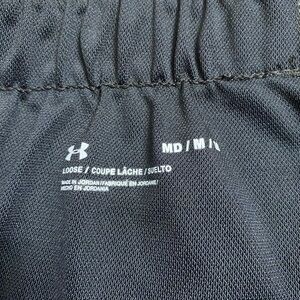 MD / M /
LOOSE / COUPE LÂCHE / SUELTO
MADE IN JORDAN / FABRIQUÉ EN JORDANIE /
HECHO EN JORDANIA